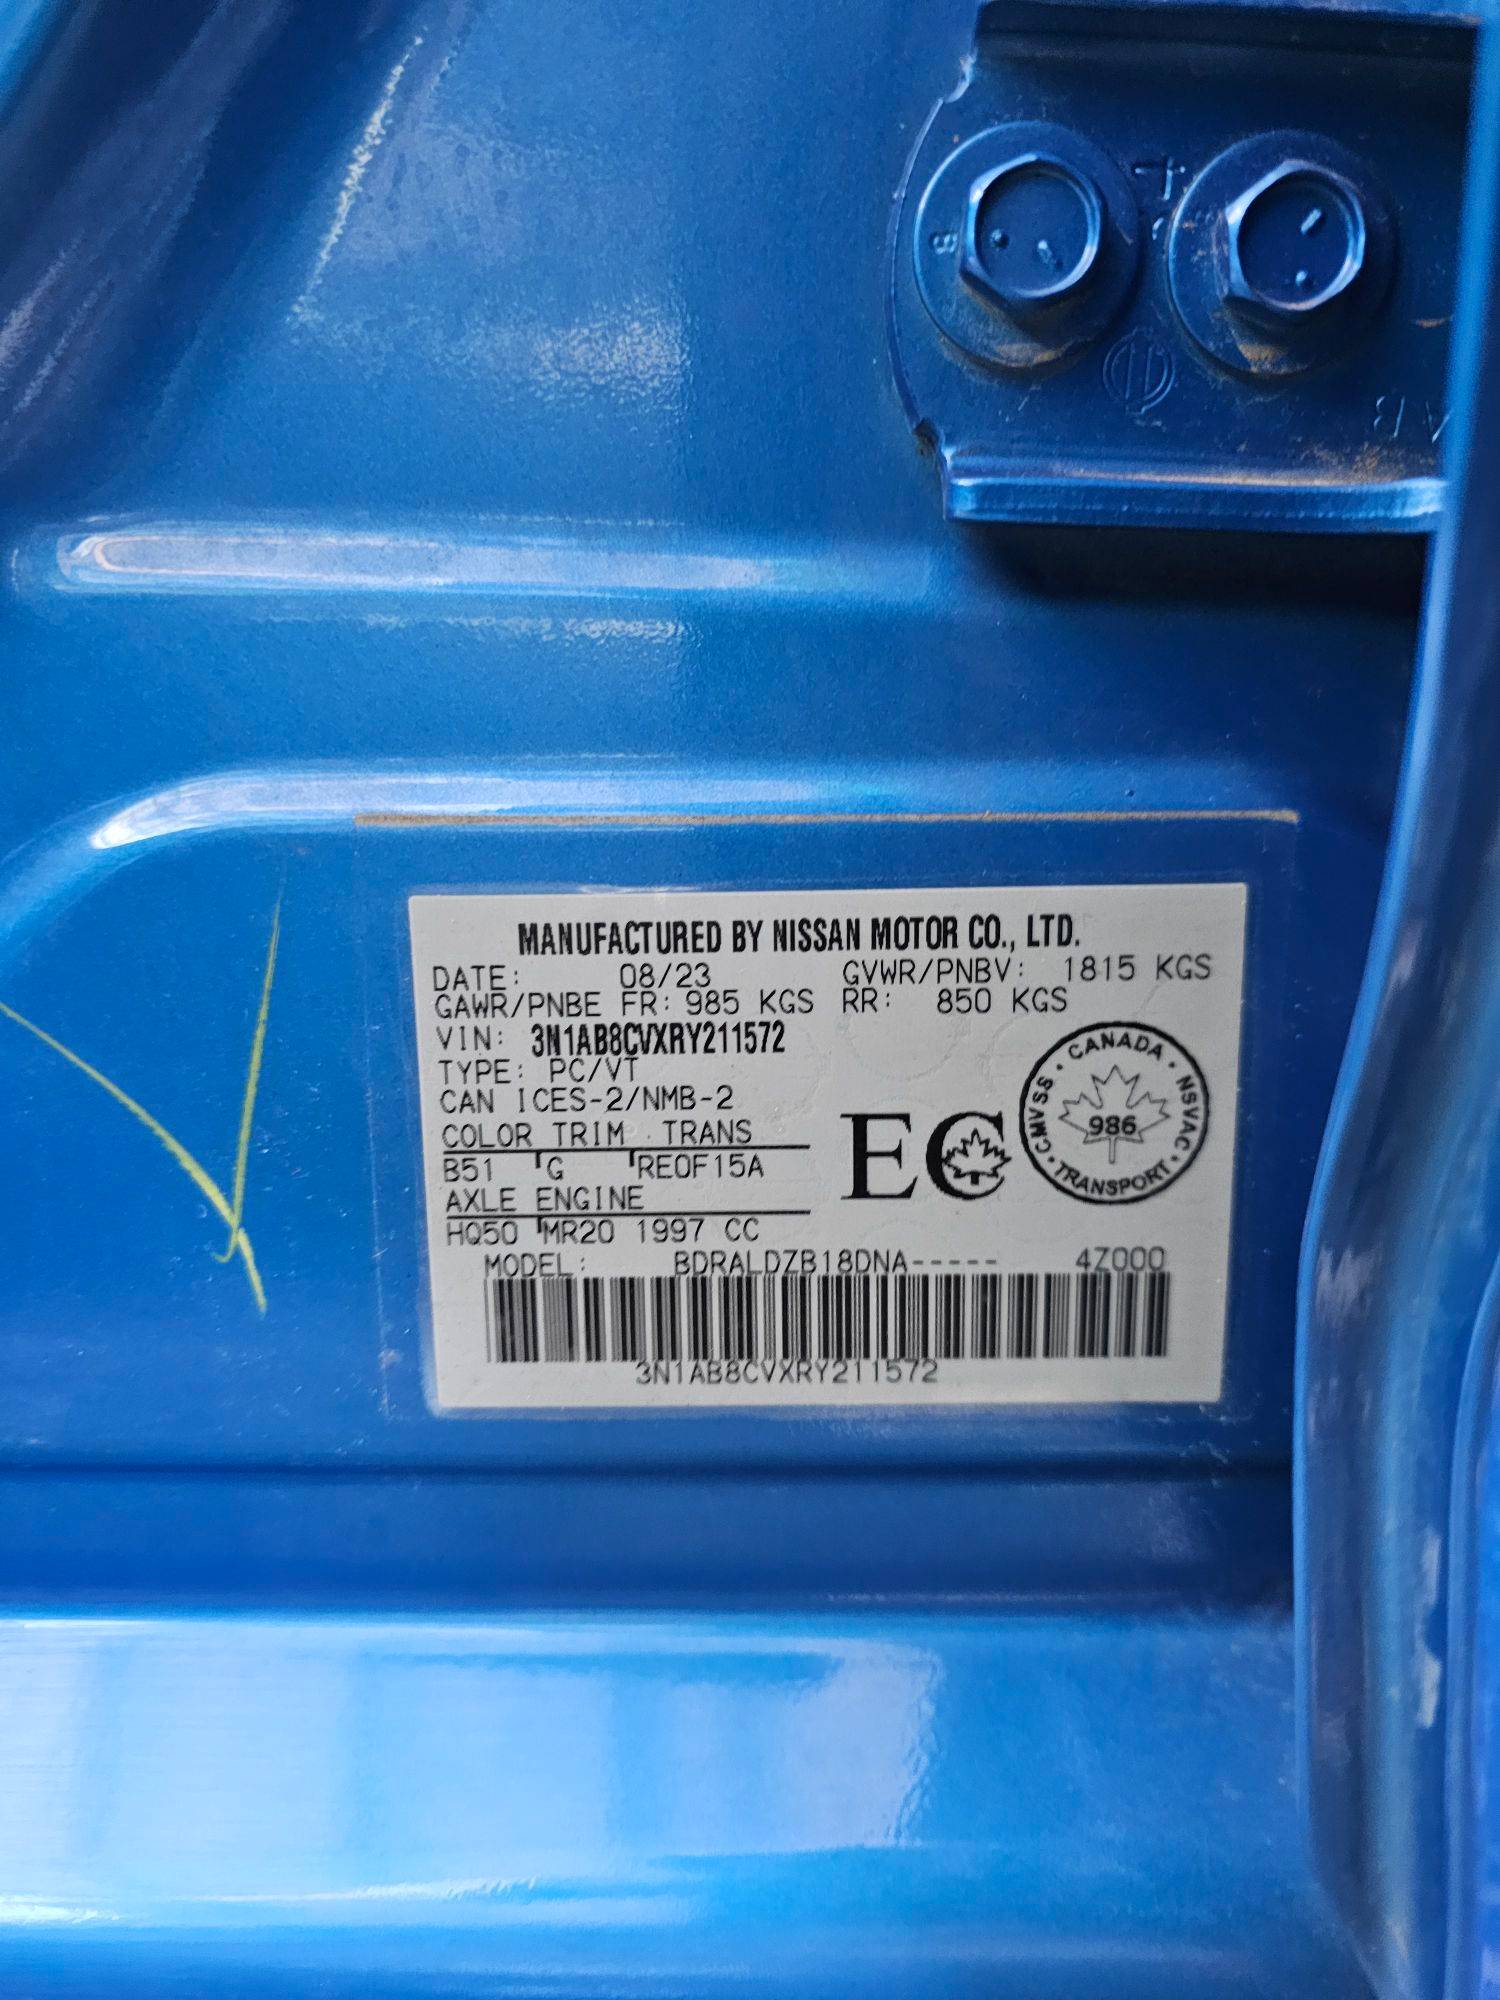 MANUFACTURED BY NISSAN MOTOR CO., LTD.
DATE: 08/23 GVWR/PNBV: 1815 KGS
GAWR/PNBE FR: 985 KGS RR: 850 KGS
VIN: 3N1AB8CVXRY211572
TYPE: PC/VT
CAN ICES-2/NMB-2
COLOR TRIM TRANS
B51 G RE0F15A
AXLE ENGINE
HQ50 MR20 1997 CC
EC
CANADA · NSVAC · TRANSPORT · CMVSS ·
986
MODEL: BDRALDZB18DNA----- 4Z000
3N1AB8CVXRY211572